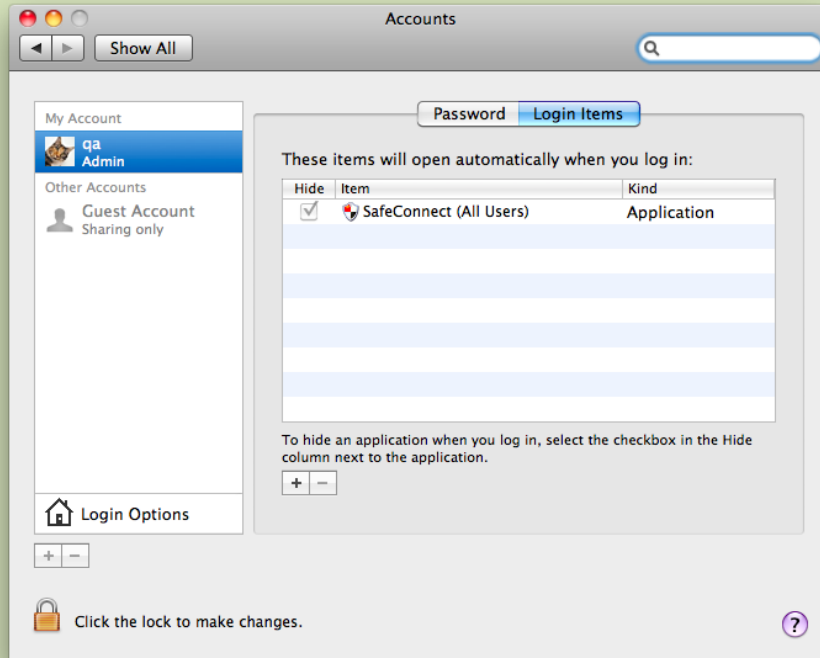 Accounts
Show All
My Account
qa
Admin
Other Accounts
Guest Account
Sharing only
Login Options
Password Login Items
These items will open automatically when you log in:
Hide Item Kind
SafeConnect (All Users) Application
To hide an application when you log in, select the checkbox in the Hide
column next to the application.
+ −
+ −
Click the lock to make changes.
?